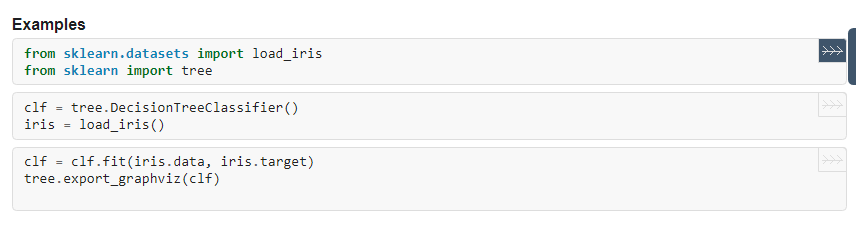 Examples
from sklearn.datasets import load_iris
from sklearn import tree
>>>
clf = tree.DecisionTreeClassifier()
iris = load_iris()
>>>
clf = clf.fit(iris.data, iris.target)
tree.export_graphviz(clf)
>>>